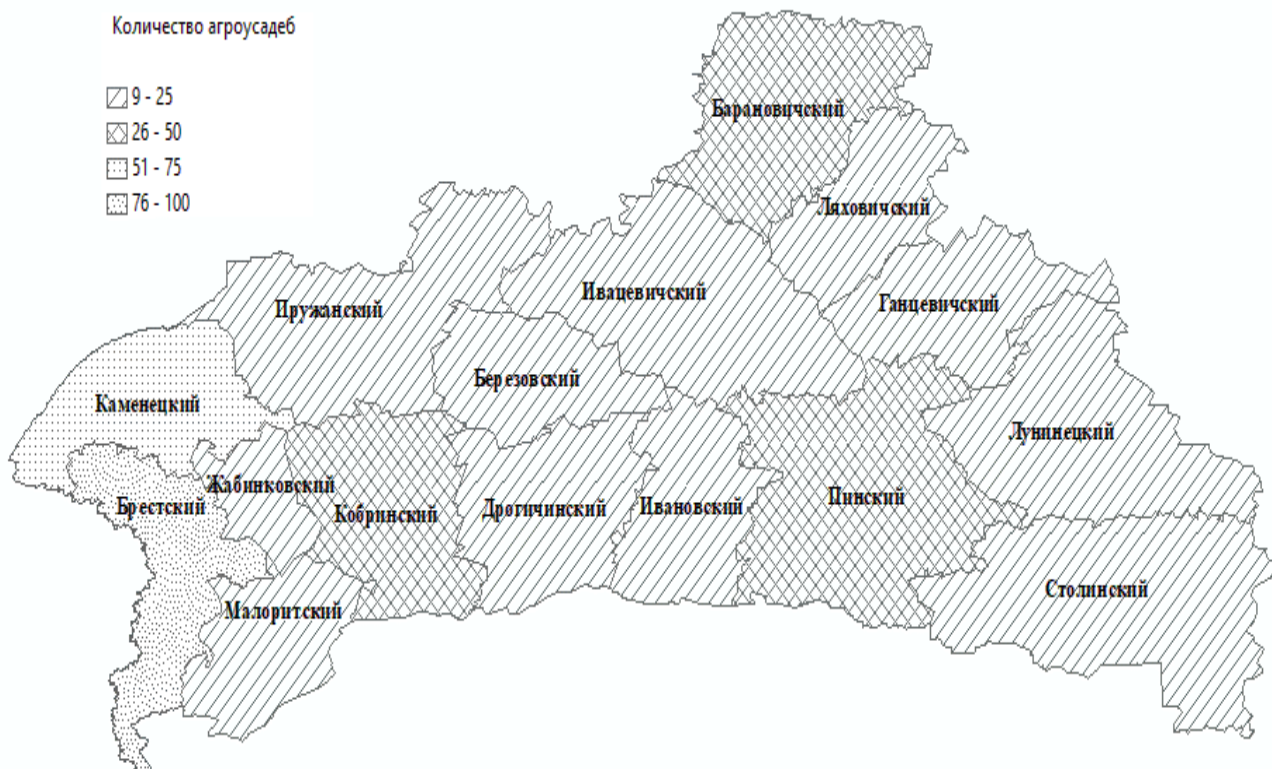 Количество агроусадеб
9 - 25
26 - 50
51 - 75
76 - 100
Барановичский
Ляховичский
Ивацевичский
Ганцевичский
Пружанский
Березовский
Каменецкий
Лунинецкий
Жабинковский
Брестский
Кобринский
Дрогичинский
Ивановский
Пинский
Малоритский
Столинский